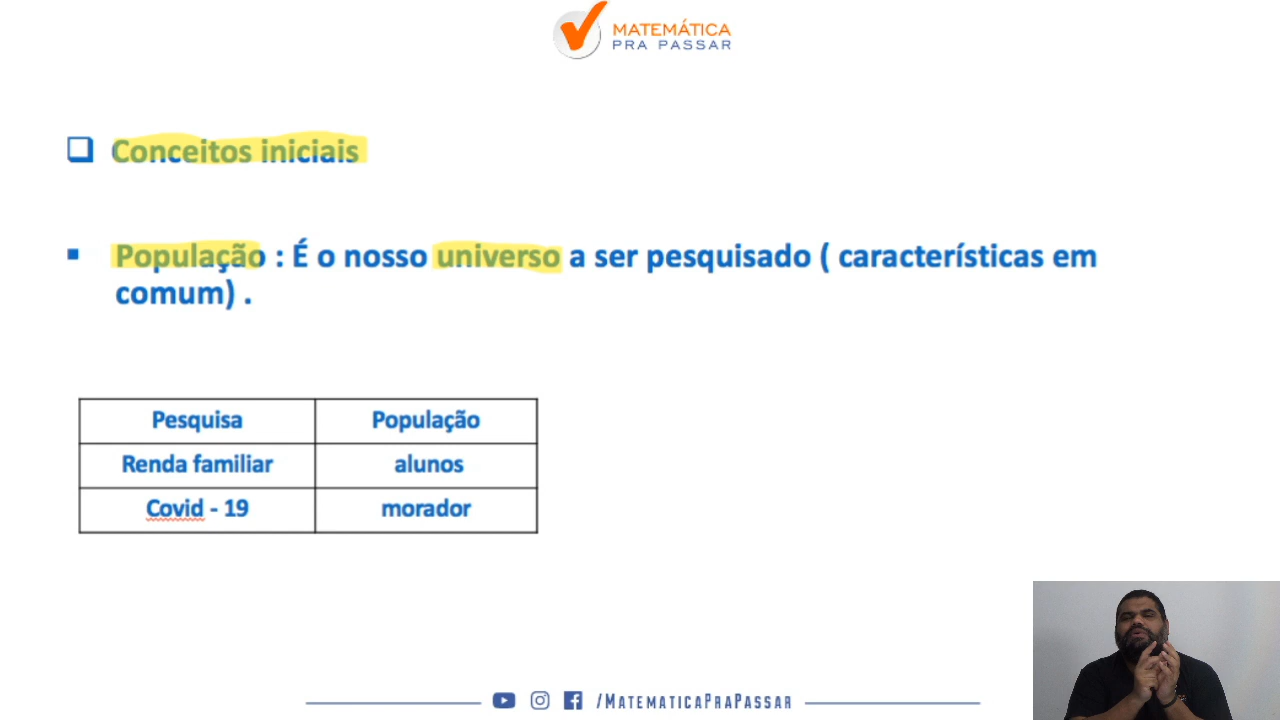 MATEMÁTICA
PRA PASSAR
Conceitos iniciais
População : É o nosso universo a ser pesquisado ( características em
comum) .
Pesquisa População
Renda familiar alunos
Covid - 19 morador
/MATEMATICAPRAPASSAR